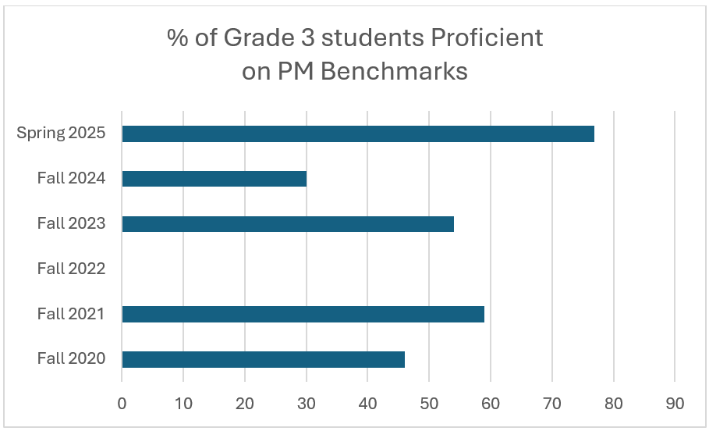 % of Grade 3 students Proficient
on PM Benchmarks
Spring 2025
Fall 2024
Fall 2023
Fall 2022
Fall 2021
Fall 2020
0 10 20 30 40 50 60 70 80 90